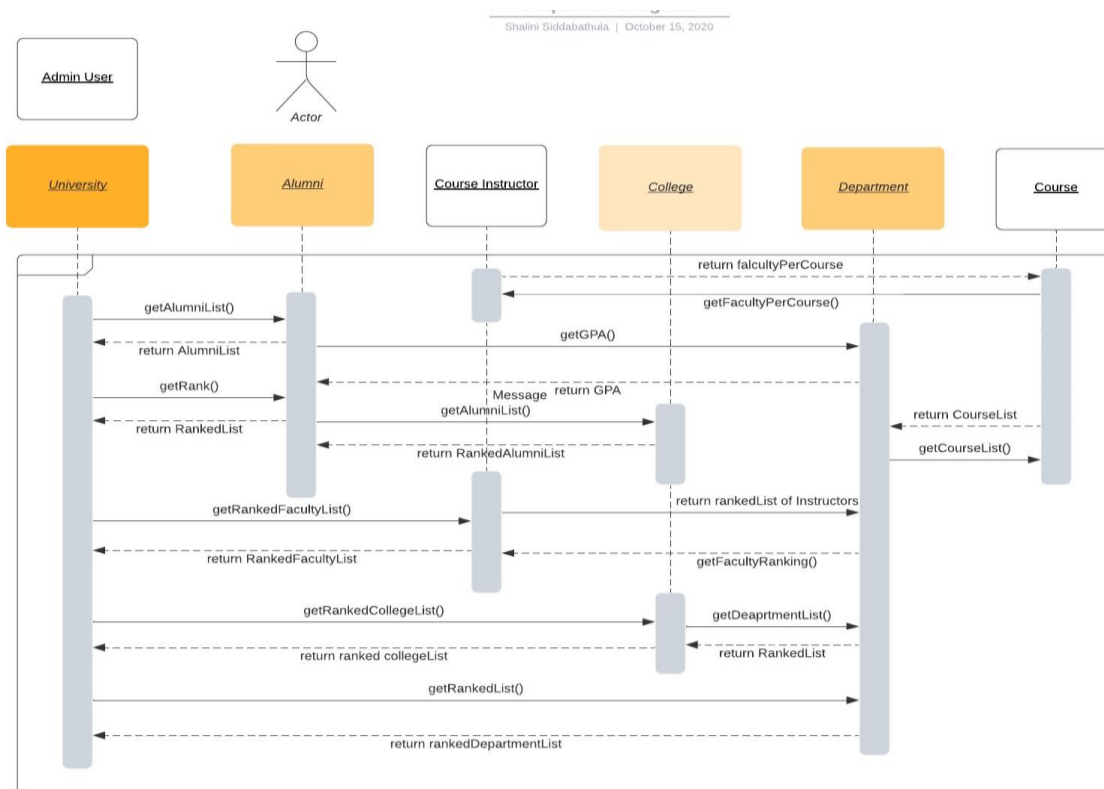 Shalini Siddabathula | October 15, 2020
Admin User
Actor
University
Alumni
Course Instructor
College
Department
Course
return falcultyPerCourse
getFacultyPerCourse()
getAlumniList()
getGPA()
return AlumniList
getRank()
return GPA
Message
getAlumniList()
return CourseList
return RankedList
getCourseList()
return RankedAlumniList
return rankedList of Instructors
getRankedFacultyList()
return RankedFacultyList
getFacultyRanking()
getRankedCollegeList()
getDeaprtmentList()
return RankedList
return ranked collegeList
getRankedList()
return rankedDepartmentList